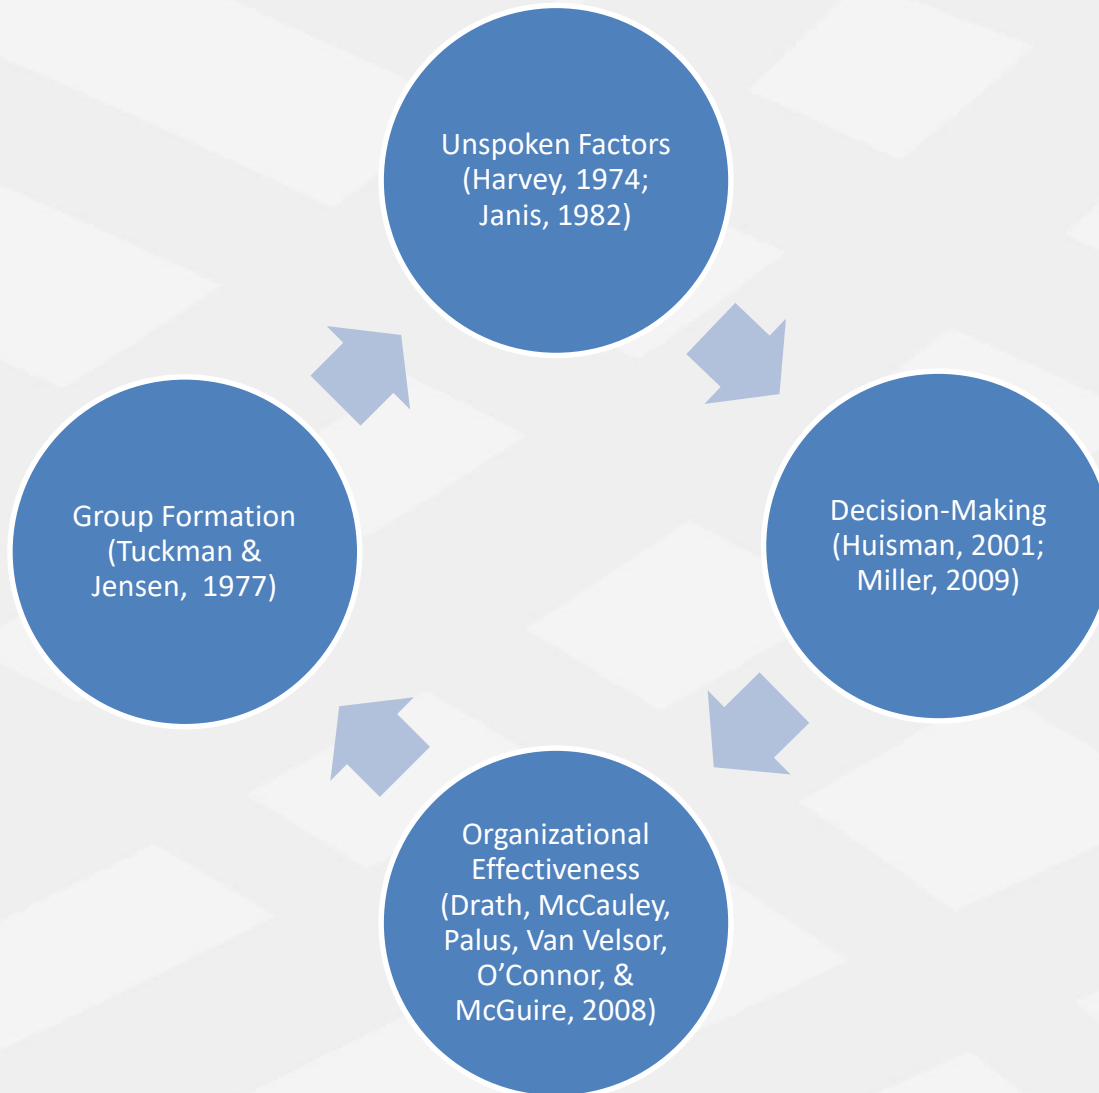 Unspoken Factors
(Harvey, 1974;
Janis, 1982)
Decision-Making
(Huisman, 2001;
Miller, 2009)
Organizational
Effectiveness
(Drath, McCauley,
Palus, Van Velsor,
O’Connor, &
McGuire, 2008)
Group Formation
(Tuckman &
Jensen,  1977)